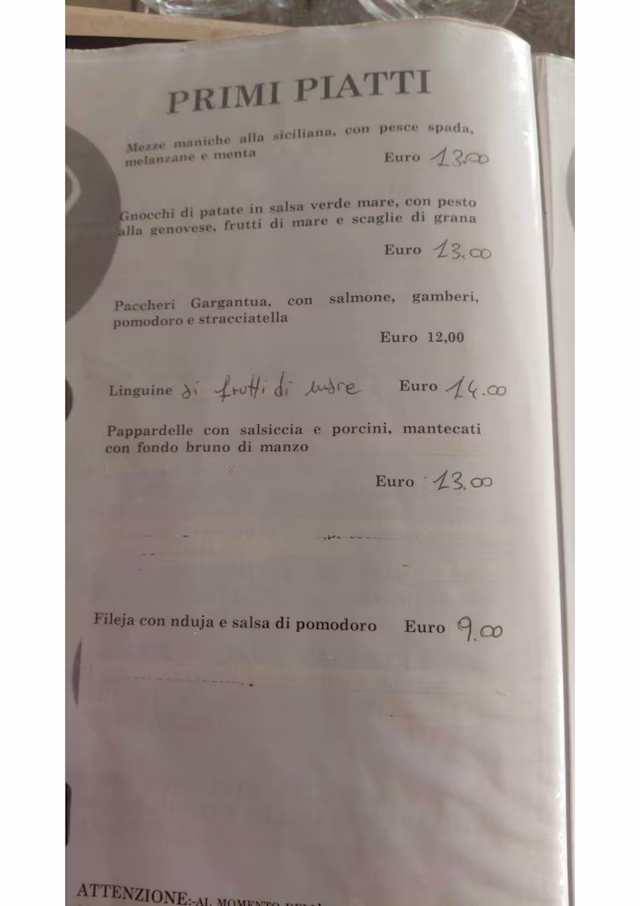 PRIMI PIATTI
Mezze maniche alla siciliana, con pesce spada,
melanzane e menta Euro 13.00
Gnocchi di patate in salsa verde mare, con pesto
alla genovese, frutti di mare e scaglie di grana
Euro 13.00
Paccheri Gargantua, con salmone, gamberi,
pomodoro e stracciatella
Euro 12,00
Linguine ai frutti di mare Euro 14.00
Pappardelle con salsiccia e porcini, mantecati
con fondo bruno di manzo
Euro 13.00
Fileja con nduja e salsa di pomodoro Euro 9.00
ATTENZIONE:-AL MOMENTO